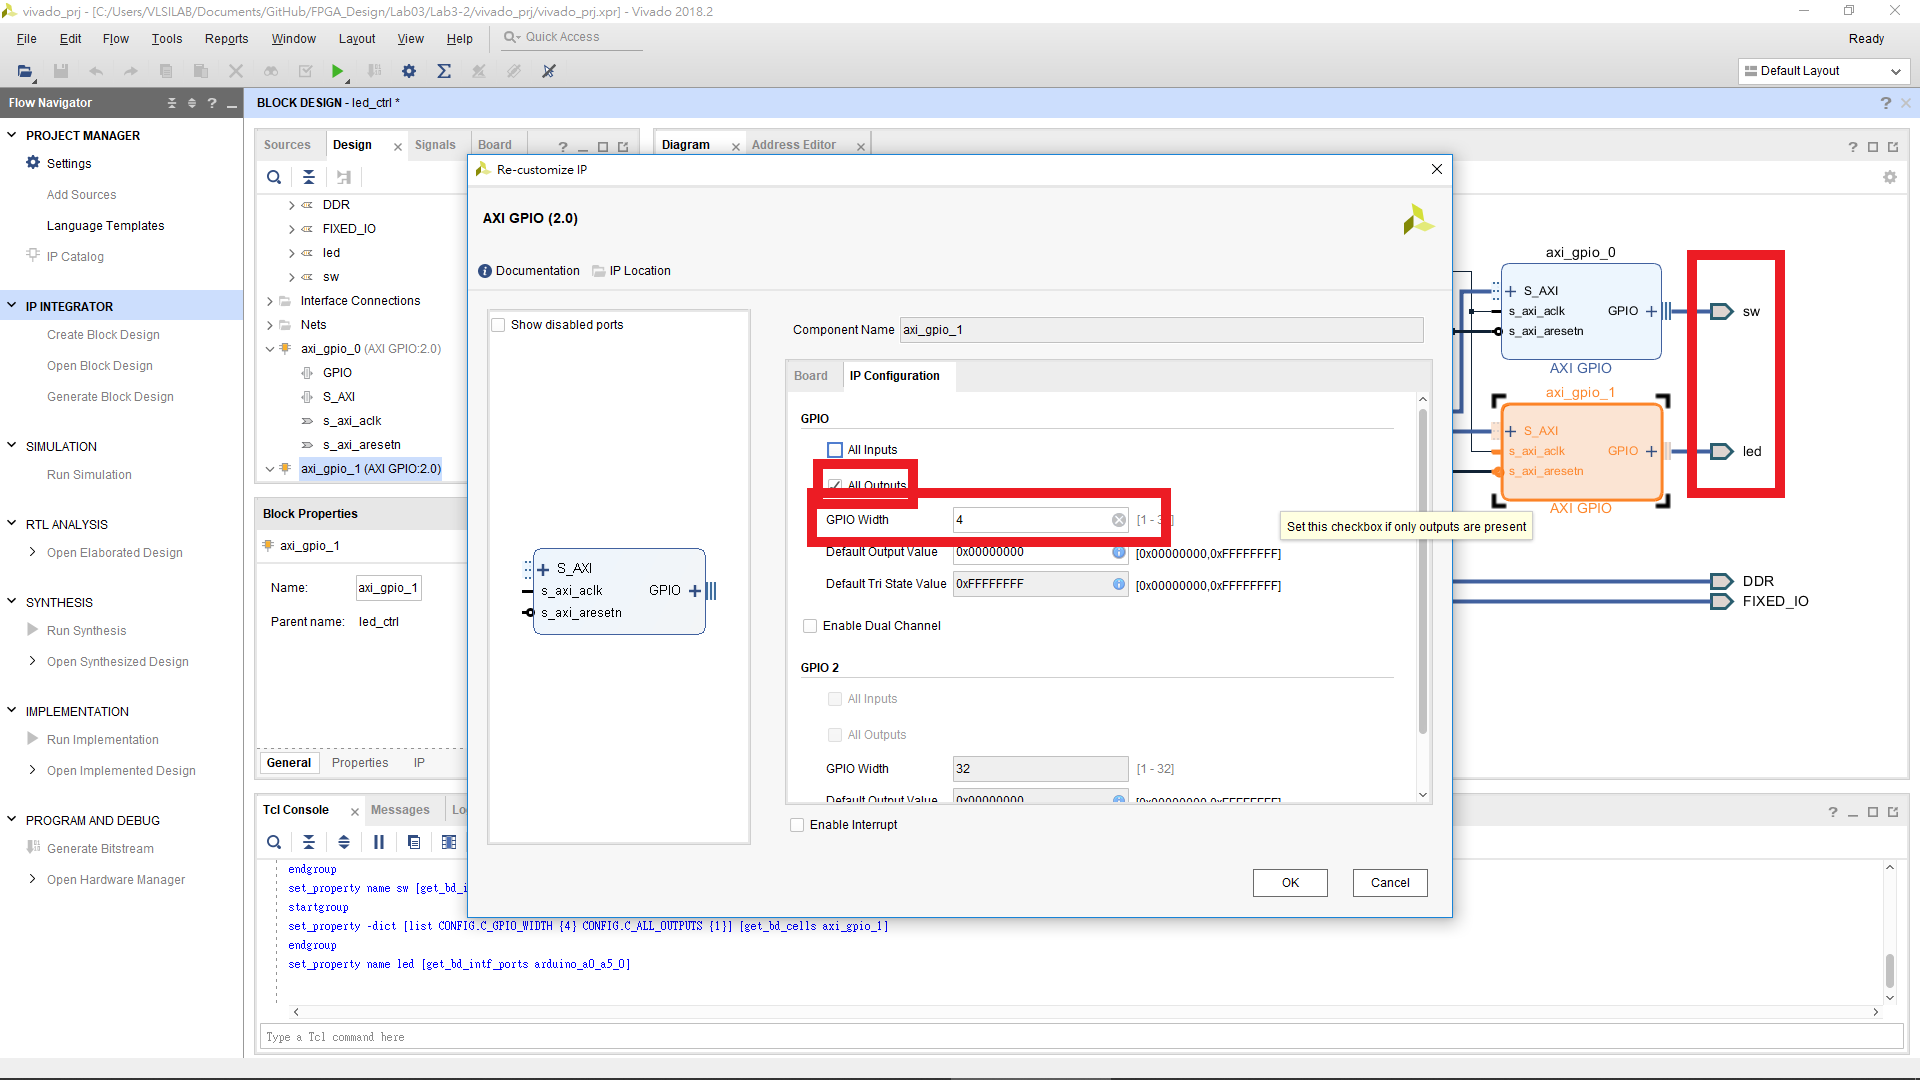 vivado_prj - [C:/Users/VLSILAB/Documents/GitHub/FPGA_Design/Lab03/Lab3-2/vivado_prj/vivado_prj.xpr] - Vivado 2018.2
File Edit Flow Tools Reports Window Layout View Help Quick Access
Ready
Default Layout
Flow Navigator
BLOCK DESIGN - led_ctrl *
PROJECT MANAGER
Settings
Add Sources
Language Templates
IP Catalog
IP INTEGRATOR
Create Block Design
Open Block Design
Generate Block Design
SIMULATION
Run Simulation
RTL ANALYSIS
Open Elaborated Design
SYNTHESIS
Run Synthesis
Open Synthesized Design
IMPLEMENTATION
Run Implementation
Open Implemented Design
PROGRAM AND DEBUG
Generate Bitstream
Open Hardware Manager
Sources Design Signals Board
DDR
FIXED_IO
led
sw
Interface Connections
Nets
axi_gpio_0 (AXI GPIO:2.0)
GPIO
S_AXI
s_axi_aclk
s_axi_aresetn
axi_gpio_1 (AXI GPIO:2.0)
Block Properties
axi_gpio_1
Name: axi_gpio_1
Parent name: led_ctrl
General Properties IP
Diagram Address Editor
Re-customize IP
AXI GPIO (2.0)
Documentation IP Location
Show disabled ports
S_AXI
s_axi_aclk
GPIO
s_axi_aresetn
Component Name axi_gpio_1
Board IP Configuration
GPIO
All Inputs
All Outputs
GPIO Width 4 [1 - 3
Default Output Value 0x00000000 [0x00000000,0xFFFFFFFF]
Default Tri State Value 0xFFFFFFFF [0x00000000,0xFFFFFFFF]
Enable Dual Channel
GPIO 2
All Inputs
All Outputs
GPIO Width 32 [1 - 32]
Default Output Value 0x00000000 [0x00000000,0xFFFFFFFF]
Enable Interrupt
OK Cancel
Set this checkbox if only outputs are present
axi_gpio_0
S_AXI
s_axi_aclk
GPIO
s_axi_aresetn
AXI GPIO
sw
axi_gpio_1
S_AXI
s_axi_aclk
GPIO
s_axi_aresetn
AXI GPIO
led
DDR
FIXED_IO
Tcl Console Messages Lo
endgroup
set_property name sw [get_bd_i
startgroup
set_property -dict [list CONFIG.C_GPIO_WIDTH {4} CONFIG.C_ALL_OUTPUTS {1}] [get_bd_cells axi_gpio_1]
endgroup
set_property name led [get_bd_intf_ports arduino_a0_a5_0]
Type a Tcl command here